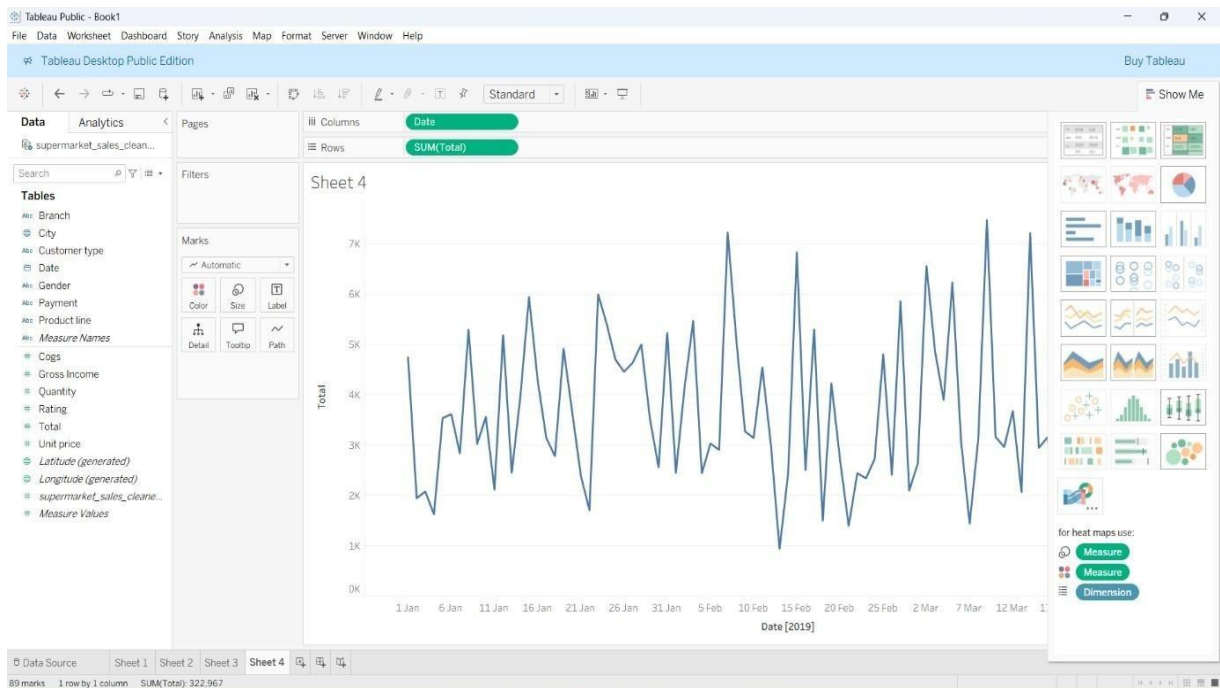 Tableau Public - Book1
File Data Worksheet Dashboard Story Analysis Map Format Server Window Help
Tableau Desktop Public Edition
Buy Tableau
Standard
Show Me
Data Analytics
Pages
Columns Date
supermarket_sales_clean...
Rows SUM(Total)
Search
Filters
Sheet 4
Tables
Abc Branch
City
Abc Customer type
Date
Abc Gender
Abc Payment
Abc Product line
Abc Measure Names
Cogs
Gross Income
Quantity
Rating
Total
Unit price
Latitude (generated)
Longitude (generated)
supermarket_sales_cleane...
Measure Values
Marks
Automatic
Color Size Label
Detail Tooltip Path
7K
6K
5K
4K
3K
2K
1K
0K
Total
1 Jan 6 Jan 11 Jan 16 Jan 21 Jan 26 Jan 31 Jan 5 Feb 10 Feb 15 Feb 20 Feb 25 Feb 2 Mar 7 Mar 12 Mar
Date [2019]
for heat maps use:
Measure
Measure
Dimension
Data Source Sheet 1 Sheet 2 Sheet 3 Sheet 4
89 marks 1 row by 1 column SUM(Total): 322,967